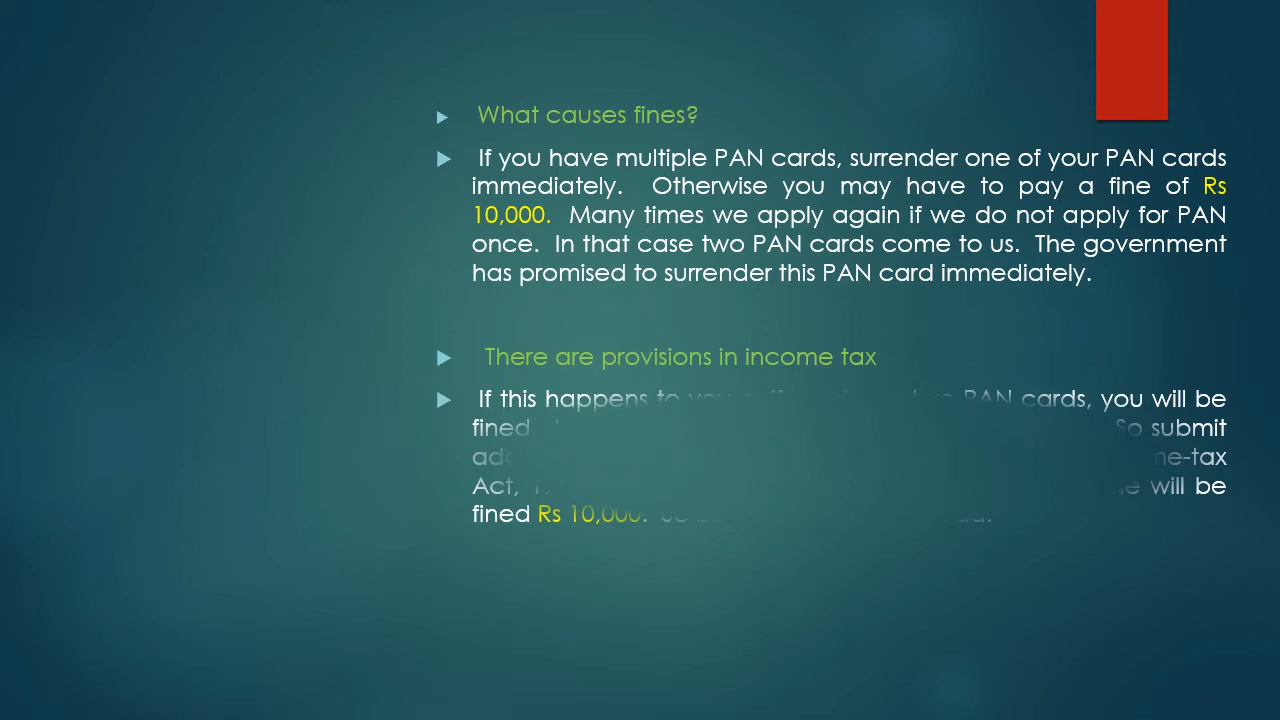 What causes fines?
If you have multiple PAN cards, surrender one of your PAN cards
immediately. Otherwise you may have to pay a fine of Rs
10,000. Many times we apply again if we do not apply for PAN
once. In that case two PAN cards come to us. The government
has promised to surrender this PAN card immediately.
There are provisions in income tax
If this happens to PAN cards, you will be
fined So submit
Act, will be
fined Rs 10,000.